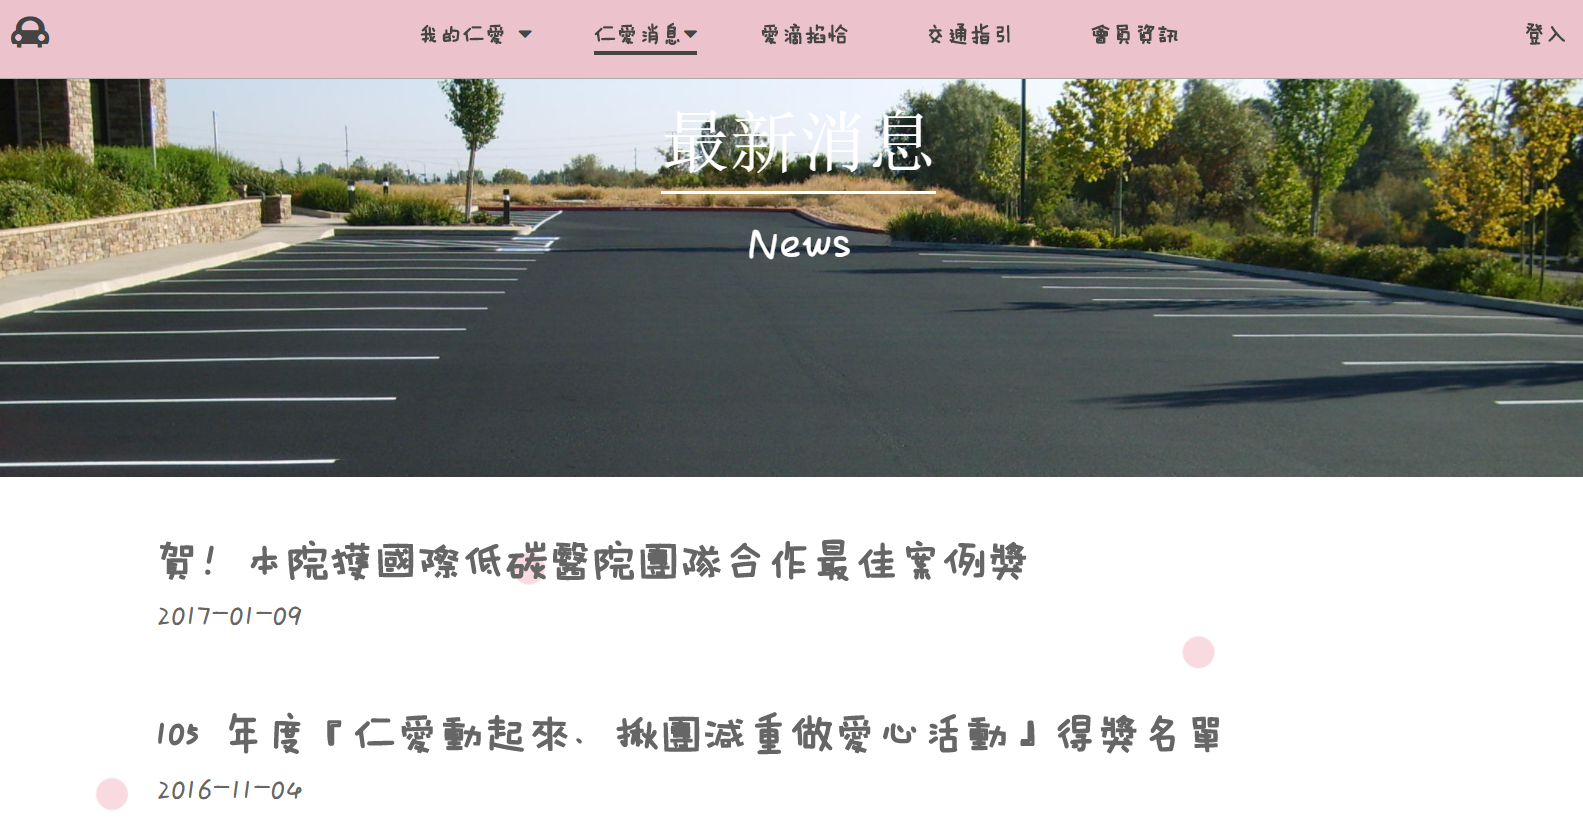 我的仁愛 仁愛消息 愛滴掐恰 交通指引 會員資訊 登入
最新消息
News
賀！ 本院獲國際低碳醫院團隊合作最佳案例獎
2017-01-09
105 年度『仁愛動起來、揪團減重做愛心活動』得獎名單
2016-11-04